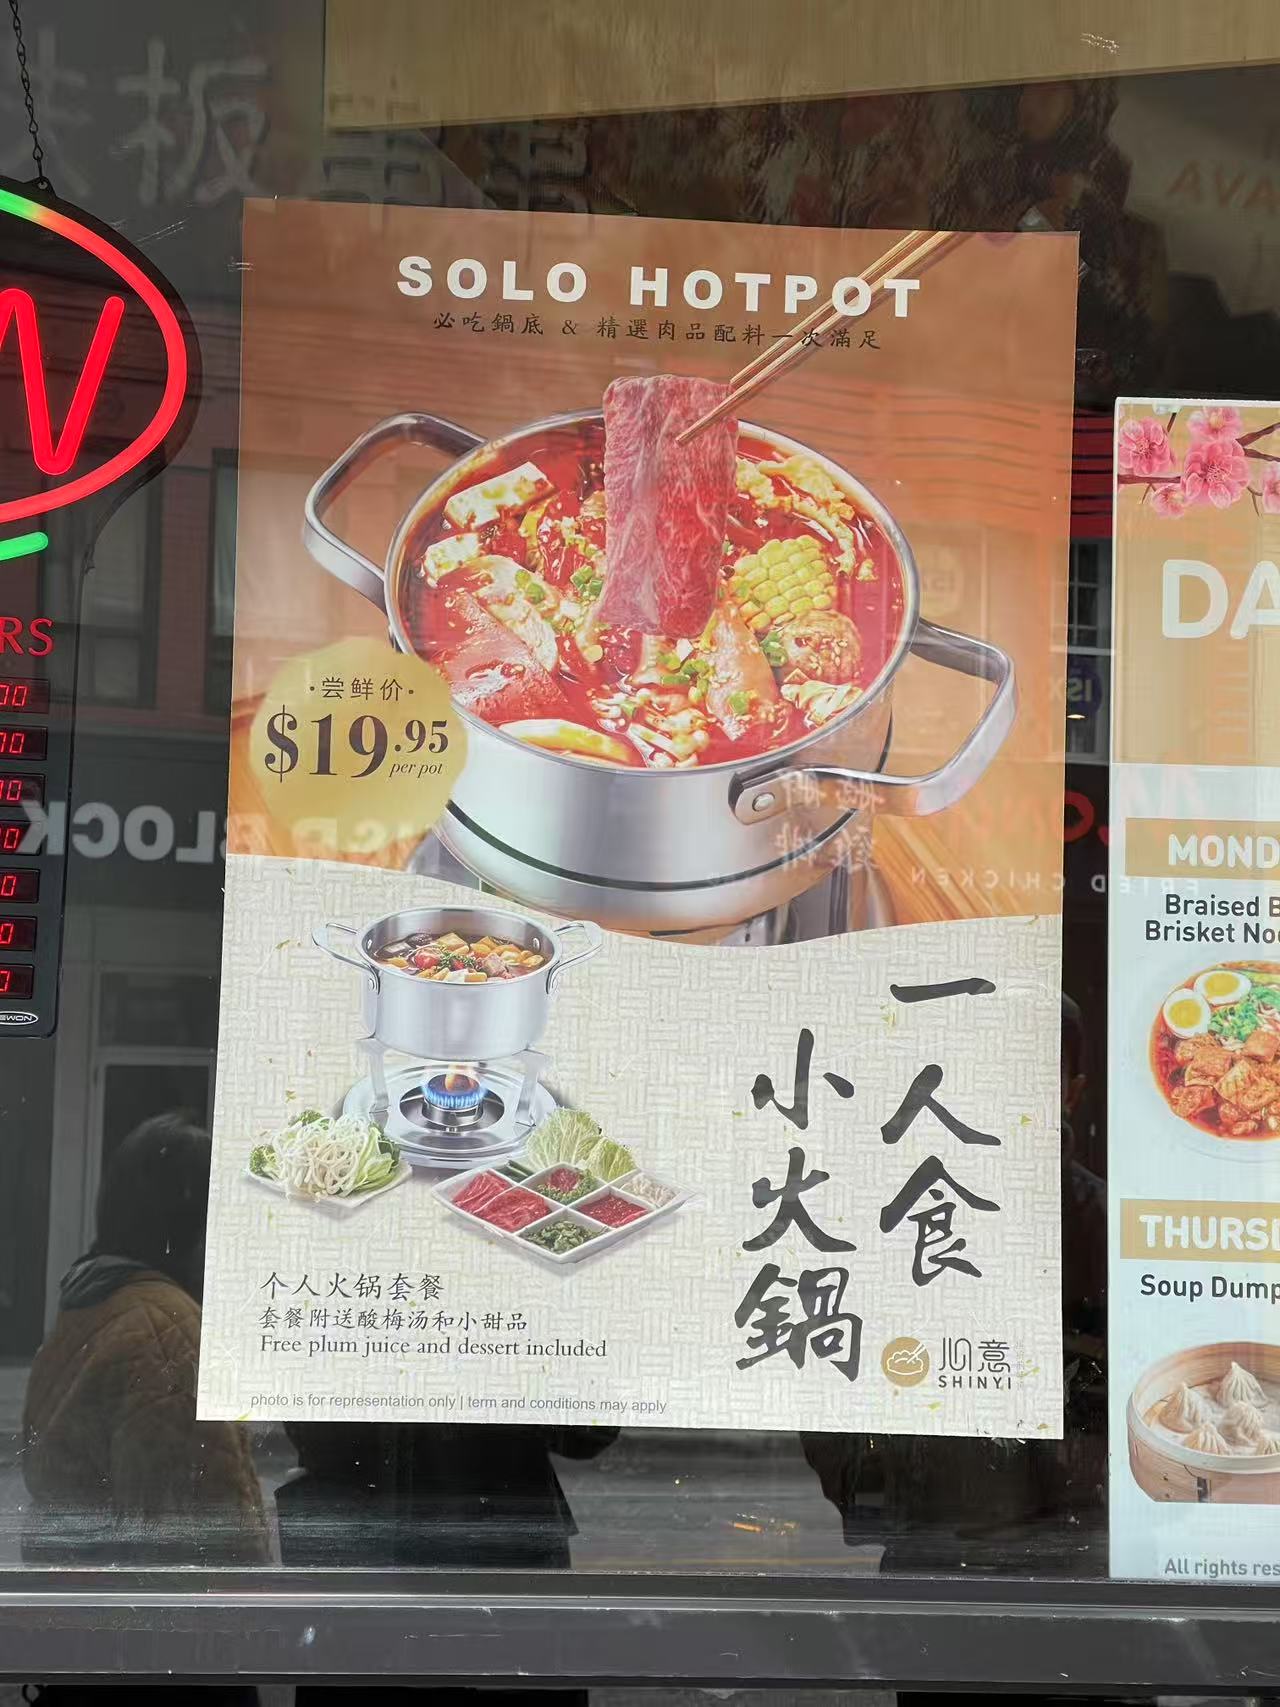 SOLO HOTPOT
必吃鍋底 & 精選肉品配料一次滿足
·尝鲜价·
$19.95
per pot
一人食
小火鍋
个人火锅套餐
套餐附送酸梅汤和小甜品
Free plum juice and dessert included
心意
SHINYI
photo is for representation only | term and conditions may apply
DA
MOND
Braised B
Brisket Noo
THURSD
Soup Dump
All rights res
RS